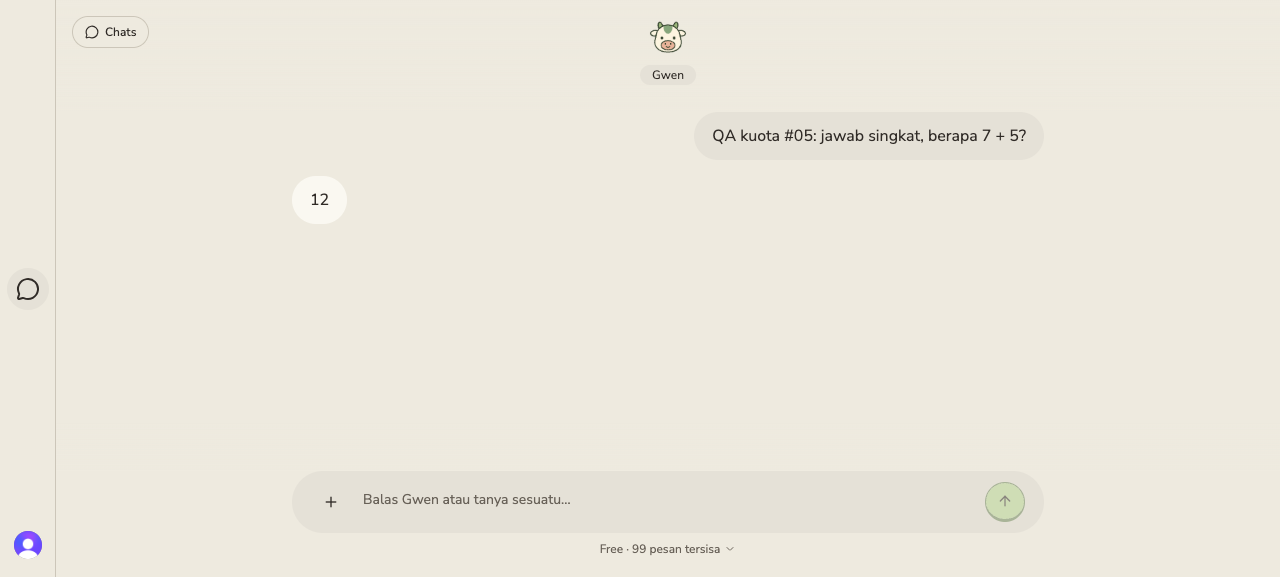 Chats
Gwen
QA kuota #05: jawab singkat, berapa 7 + 5?
12
Balas Gwen atau tanya sesuatu...
Free · 99 pesan tersisa